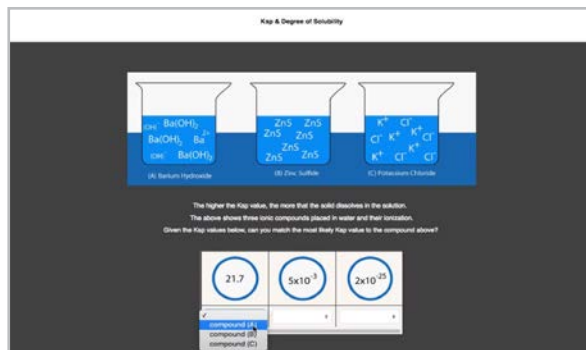 Ksp & Degree of Solubility
(OH)⁻ Ba(OH)₂
Ba(OH)₂ Ba²⁺
(OH)⁻ Ba(OH)₂
(A) Barium Hydroxide
ZnS ZnS
ZnS ZnS
ZnS
ZnS ZnS
(B) Zinc Sulfide
K⁺ Cl⁻
Cl⁻ K⁺ K⁺ Cl⁻
Cl⁻ K⁺
K⁺ Cl⁻ Cl⁻
(C) Potassium Chloride
The higher the Ksp value, the more that the solid dissolves in the solution.
The above shows three ionic compounds placed in water and their ionization.
Given the Ksp values below, can you match the most likely Ksp value to the compound above?
21.7
5x10⁻³
2x10⁻²⁵
✓
compound (A)
compound (B)
compound (C)